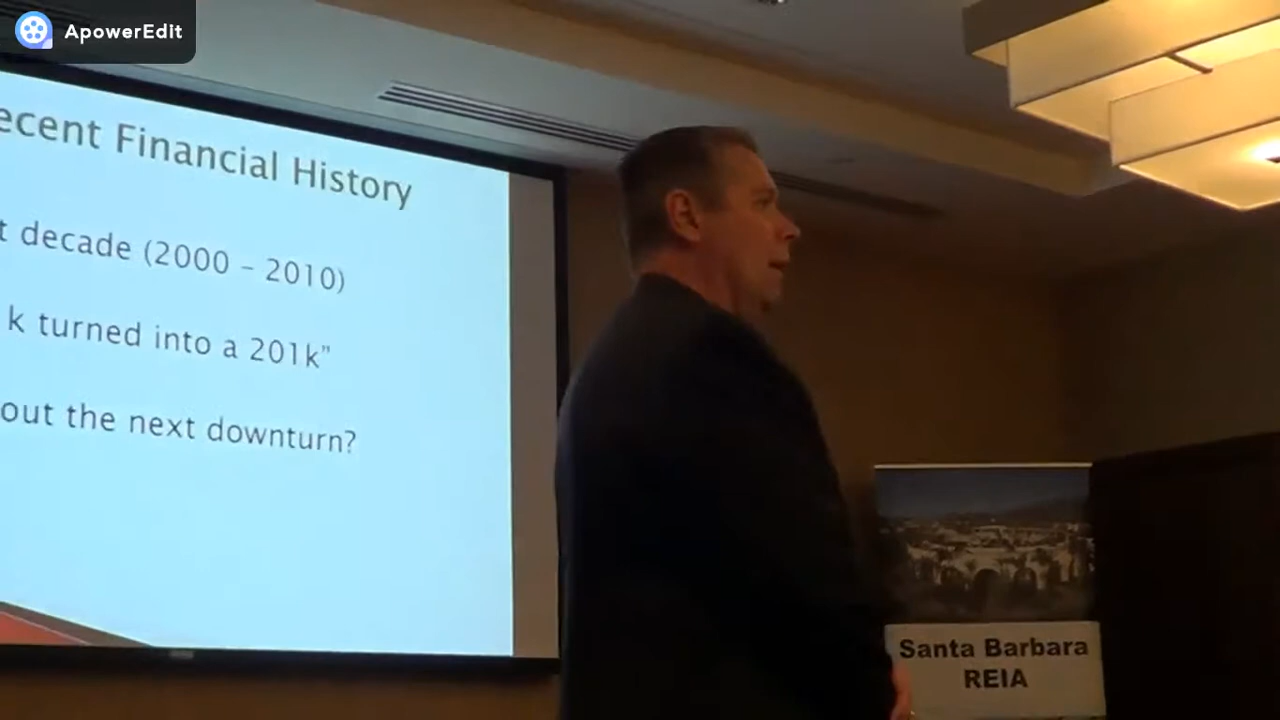 ApowerEdit
ecent Financial History
t decade (2000 – 2010)
k turned into a 201k”
out the next downturn?
Santa Barbara
REIA